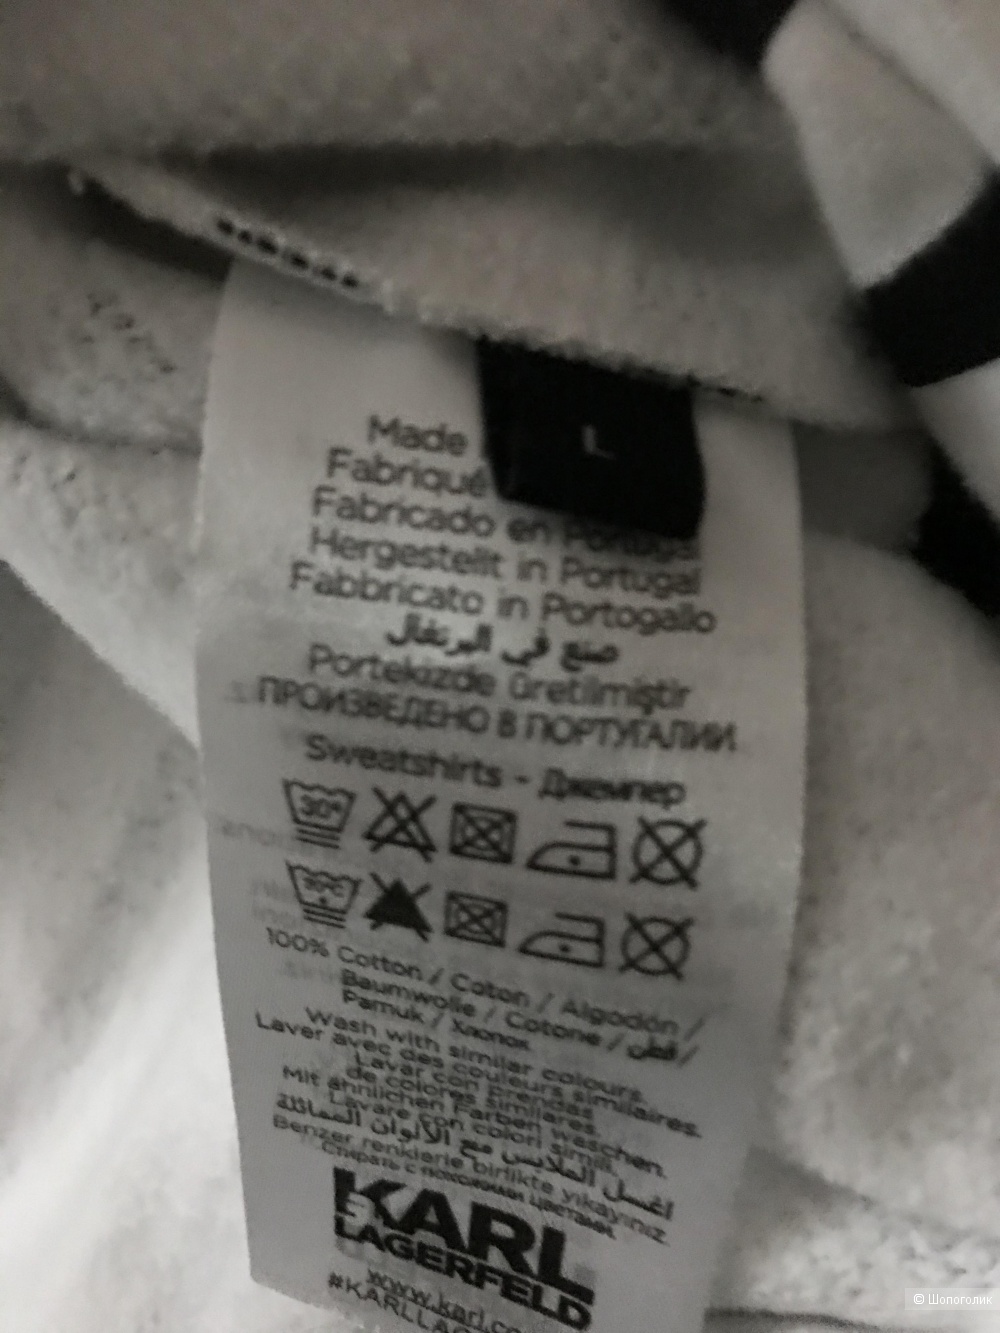 L
Made
Fabriqué
Fabricado en Portugal
Hergestellt in Portugal
Fabbricato in Portogallo
صنع في البرتغال
Portekizde üretilmiştir
ПРОИЗВЕДЕНО В ПОРТУГАЛИИ
Sweatshirts - Джемпер
30°
30°C
100% Cotton / Coton / Algodón /
Baumwolle / Cotone / قطن /
Pamuk / Хлопок
Wash with similar colours.
Laver avec des couleurs similaires.
Lavar con prendas
de colores similares.
Mit ähnlichen Farben waschen.
Lavare con colori simili.
اغسل الملابس مع الألوان المماثلة
Benzer renklerle birlikte yıkayınız
Стирать с похожими цветами
KARL
LAGERFELD
www.karl.co
#KARLLAG
© Шопоголик